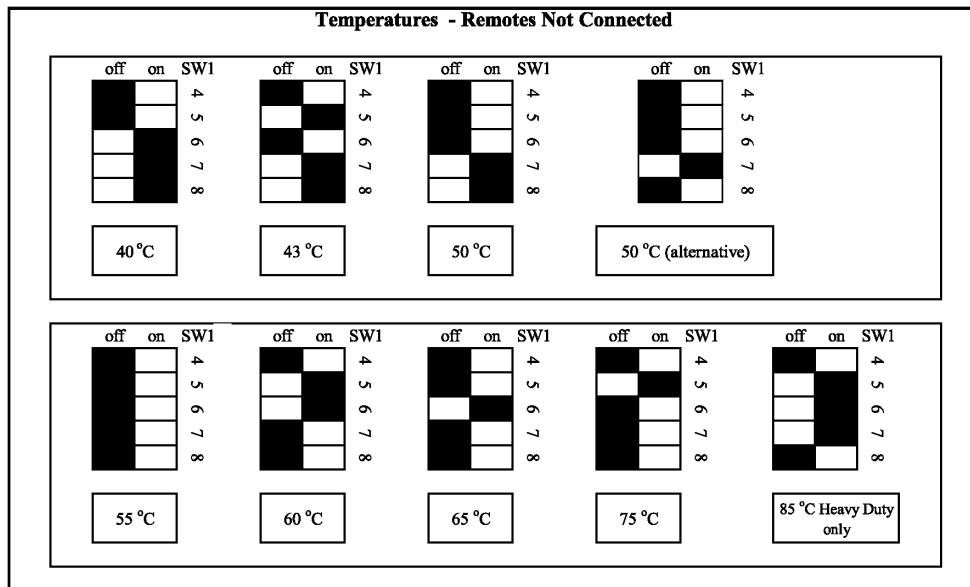 Temperatures - Remotes Not Connected
off on SW1 off on SW1 off on SW1 off on SW1
4 4 4 4
5 5 5 5
6 6 6 6
7 7 7 7
8 8 8 8
40 °C 43 °C 50 °C 50 °C (alternative)
off on SW1 off on SW1 off on SW1 off on SW1 off on SW1
4 4 4 4 4
5 5 5 5 5
6 6 6 6 6
7 7 7 7 7
8 8 8 8 8
55 °C 60 °C 65 °C 75 °C 85 °C Heavy Duty
only